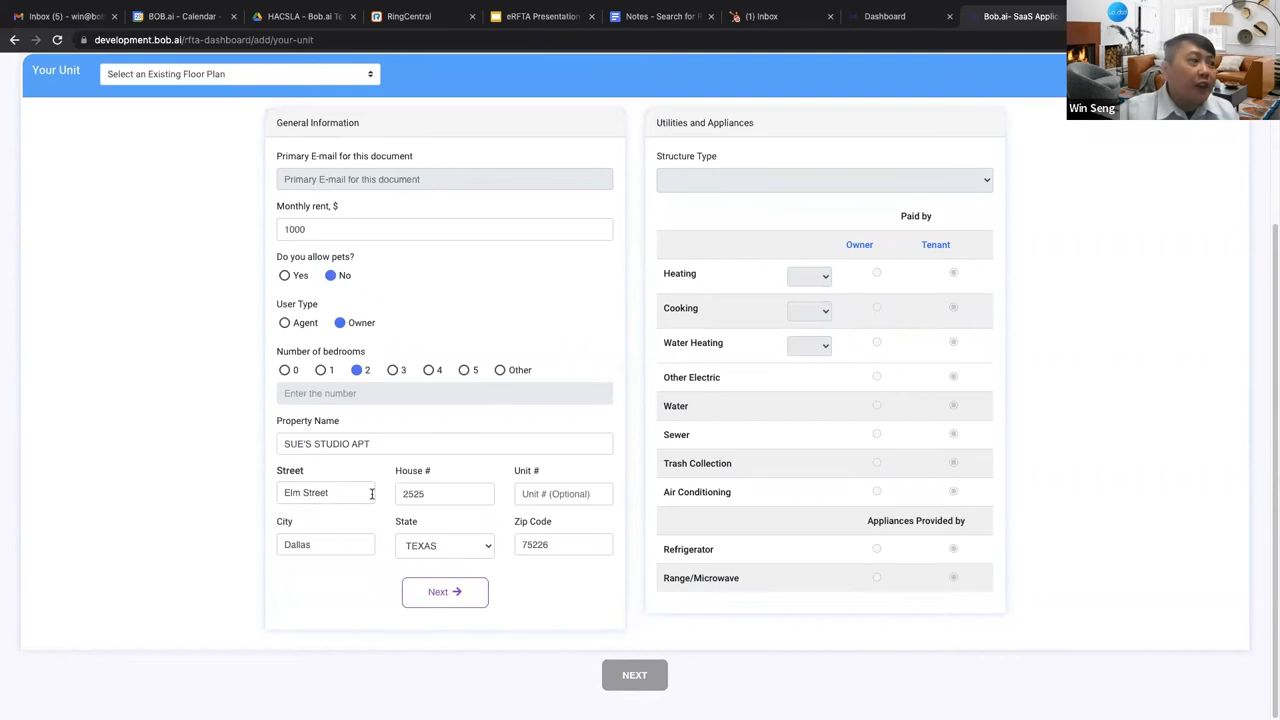 Inbox (5) - win@bob
BOB.ai - Calendar -
HACSLA - Bob.ai Te
RingCentral
eRFTA Presentation
Notes - Search for R
(1) Inbox
Dashboard
Bob.ai- SaaS Applic
development.bob.ai/rfta-dashboard/add/your-unit
Win Seng
Your Unit
Select an Existing Floor Plan
General Information
Primary E-mail for this document
Primary E-mail for this document
Monthly rent, $
1000
Do you allow pets?
Yes No
User Type
Agent Owner
Number of bedrooms
0 1 2 3 4 5 Other
Enter the number
Property Name
SUE'S STUDIO APT
Street House # Unit #
Elm Street 2525 Unit # (Optional)
City State Zip Code
Dallas TEXAS 75226
Next
Utilities and Appliances
Structure Type
Paid by
Owner Tenant
Heating
Cooking
Water Heating
Other Electric
Water
Sewer
Trash Collection
Air Conditioning
Appliances Provided by
Refrigerator
Range/Microwave
NEXT